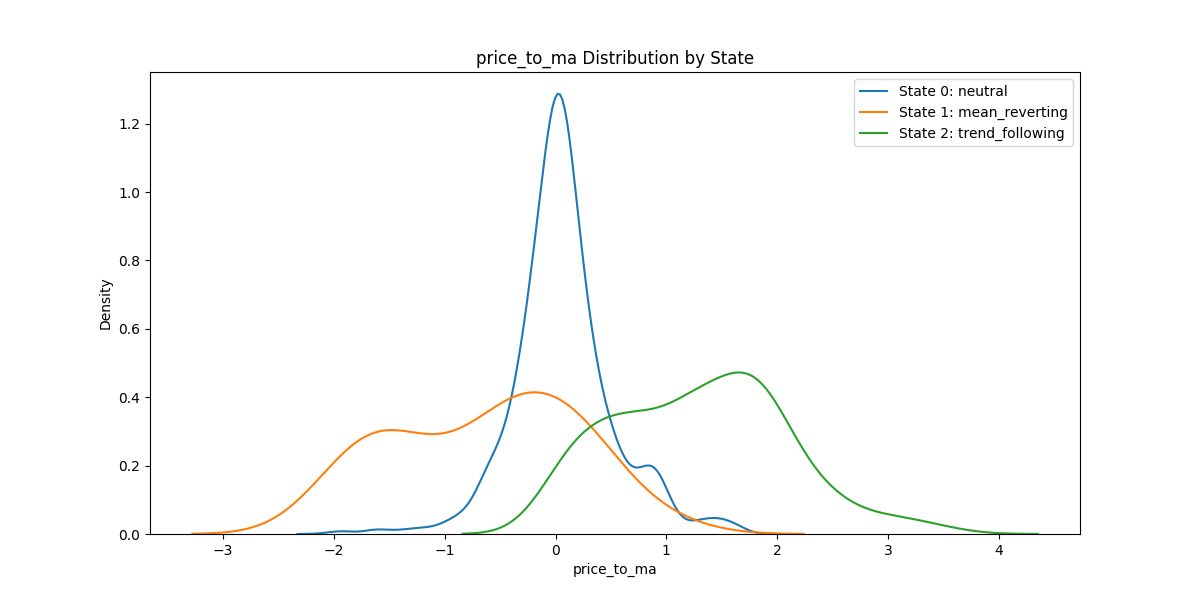 price_to_ma Distribution by State
State 0: neutral
State 1: mean_reverting
State 2: trend_following
Density
1.2
1.0
0.8
0.6
0.4
0.2
0.0
−3 −2 −1 0 1 2 3 4
price_to_ma